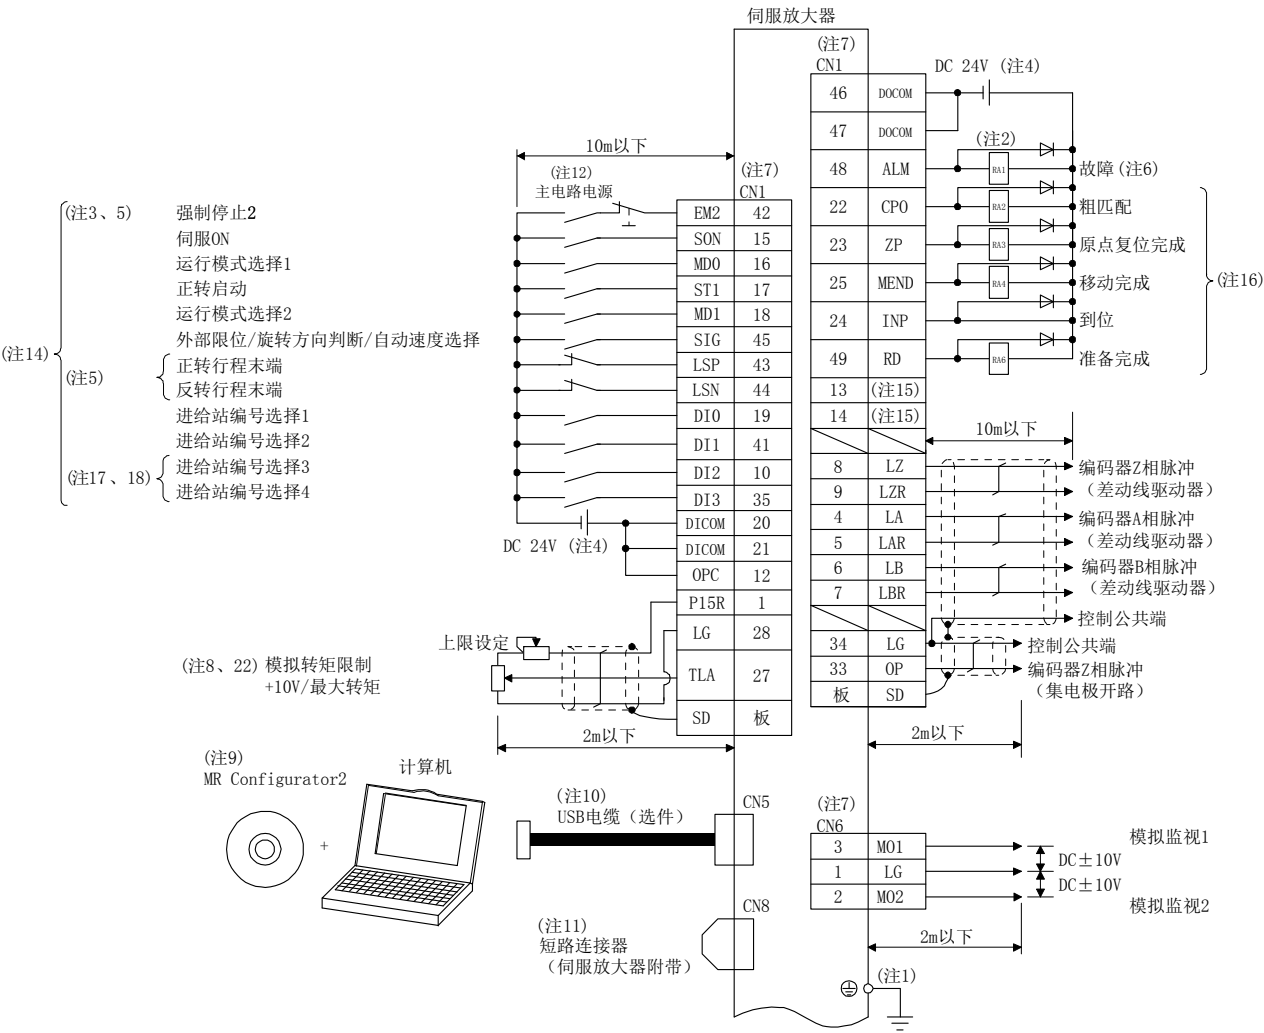 伺服放大器
(注7)
CN1
DC 24V (注4)
46 DOCOM
47 DOCOM
(注2)
48 ALM RA1 故障(注6)
22 CPO RA2 粗匹配
23 ZP RA3 原点复位完成
25 MEND RA4 移动完成
(注16)
24 INP 到位
49 RD RA6 准备完成
13 (注15)
14 (注15)
10m以下
8 LZ 编码器Z相脉冲
9 LZR (差动线驱动器)
4 LA 编码器A相脉冲
5 LAR (差动线驱动器)
6 LB 编码器B相脉冲
7 LBR (差动线驱动器)
控制公共端
34 LG 控制公共端
33 OP 编码器Z相脉冲
(集电极开路)
板 SD
2m以下
10m以下
(注12)
主电路电源
(注7)
CN1
(注3、5) 强制停止2 EM2 42
伺服ON SON 15
运行模式选择1 MD0 16
正转启动 ST1 17
运行模式选择2 MD1 18
外部限位/旋转方向判断/自动速度选择 SIG 45
(注14)
(注5)
正转行程末端 LSP 43
反转行程末端 LSN 44
进给站编号选择1 DI0 19
进给站编号选择2 DI1 41
(注17、18)
进给站编号选择3 DI2 10
进给站编号选择4 DI3 35
DICOM 20
DC 24V (注4)
DICOM 21
OPC 12
P15R 1
上限设定
LG 28
(注8、22) 模拟转矩限制
+10V/最大转矩
TLA 27
SD 板
2m以下
(注9)
MR Configurator2
计算机
+
(注10)
USB电缆(选件)
CN5
(注11)
短路连接器
(伺服放大器附带)
CN8
(注7)
CN6
3 MO1 模拟监视1
DC±10V
1 LG
DC±10V
2 MO2 模拟监视2
2m以下
(注1)